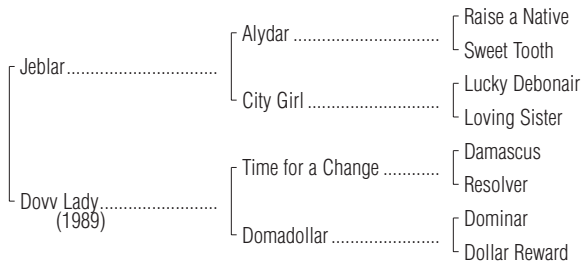 Raise a Native
Alydar
Sweet Tooth
Jeblar
Lucky Debonair
City Girl
Loving Sister
Damascus
Time for a Change
Resolver
Dovv Lady
(1989)
Dominar
Domadollar
Dollar Reward